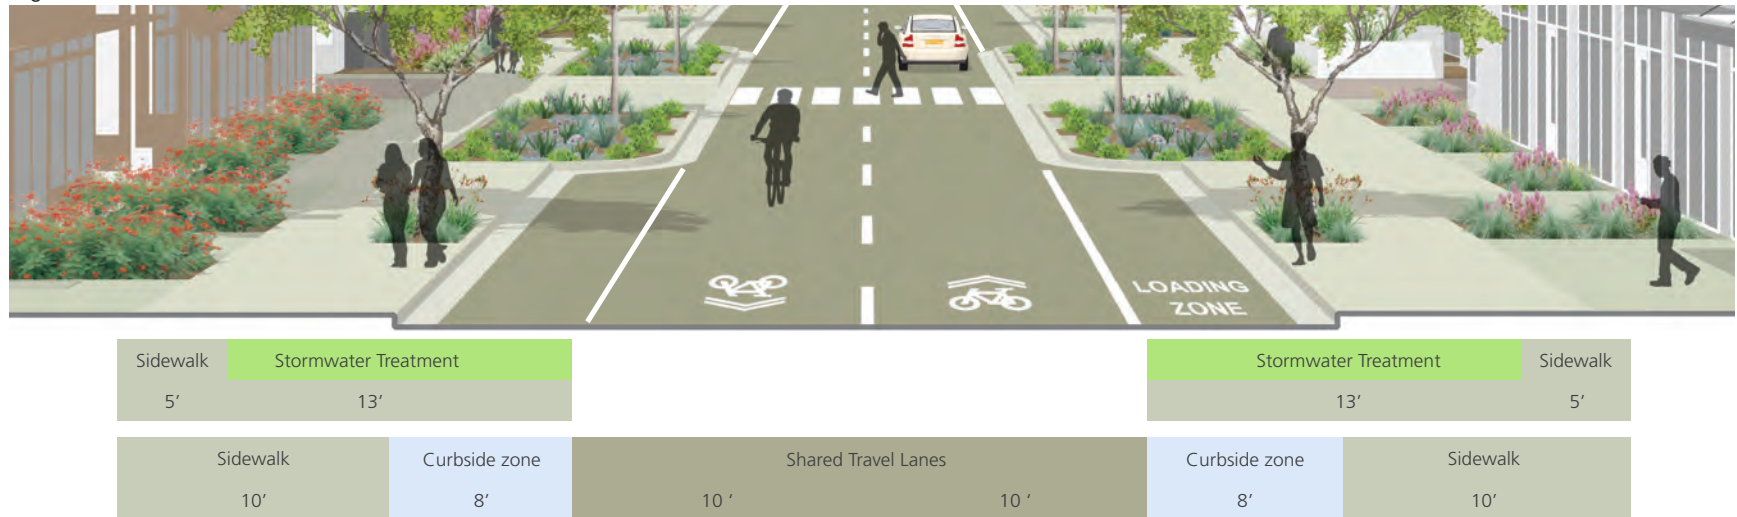 LOADING
ZONE
Sidewalk Stormwater Treatment Stormwater Treatment Sidewalk
5’ 13’ 13’ 5’
Sidewalk Curbside zone Shared Travel Lanes Curbside zone Sidewalk
10’ 8’ 10 ‘ 10 ‘ 8’ 10’